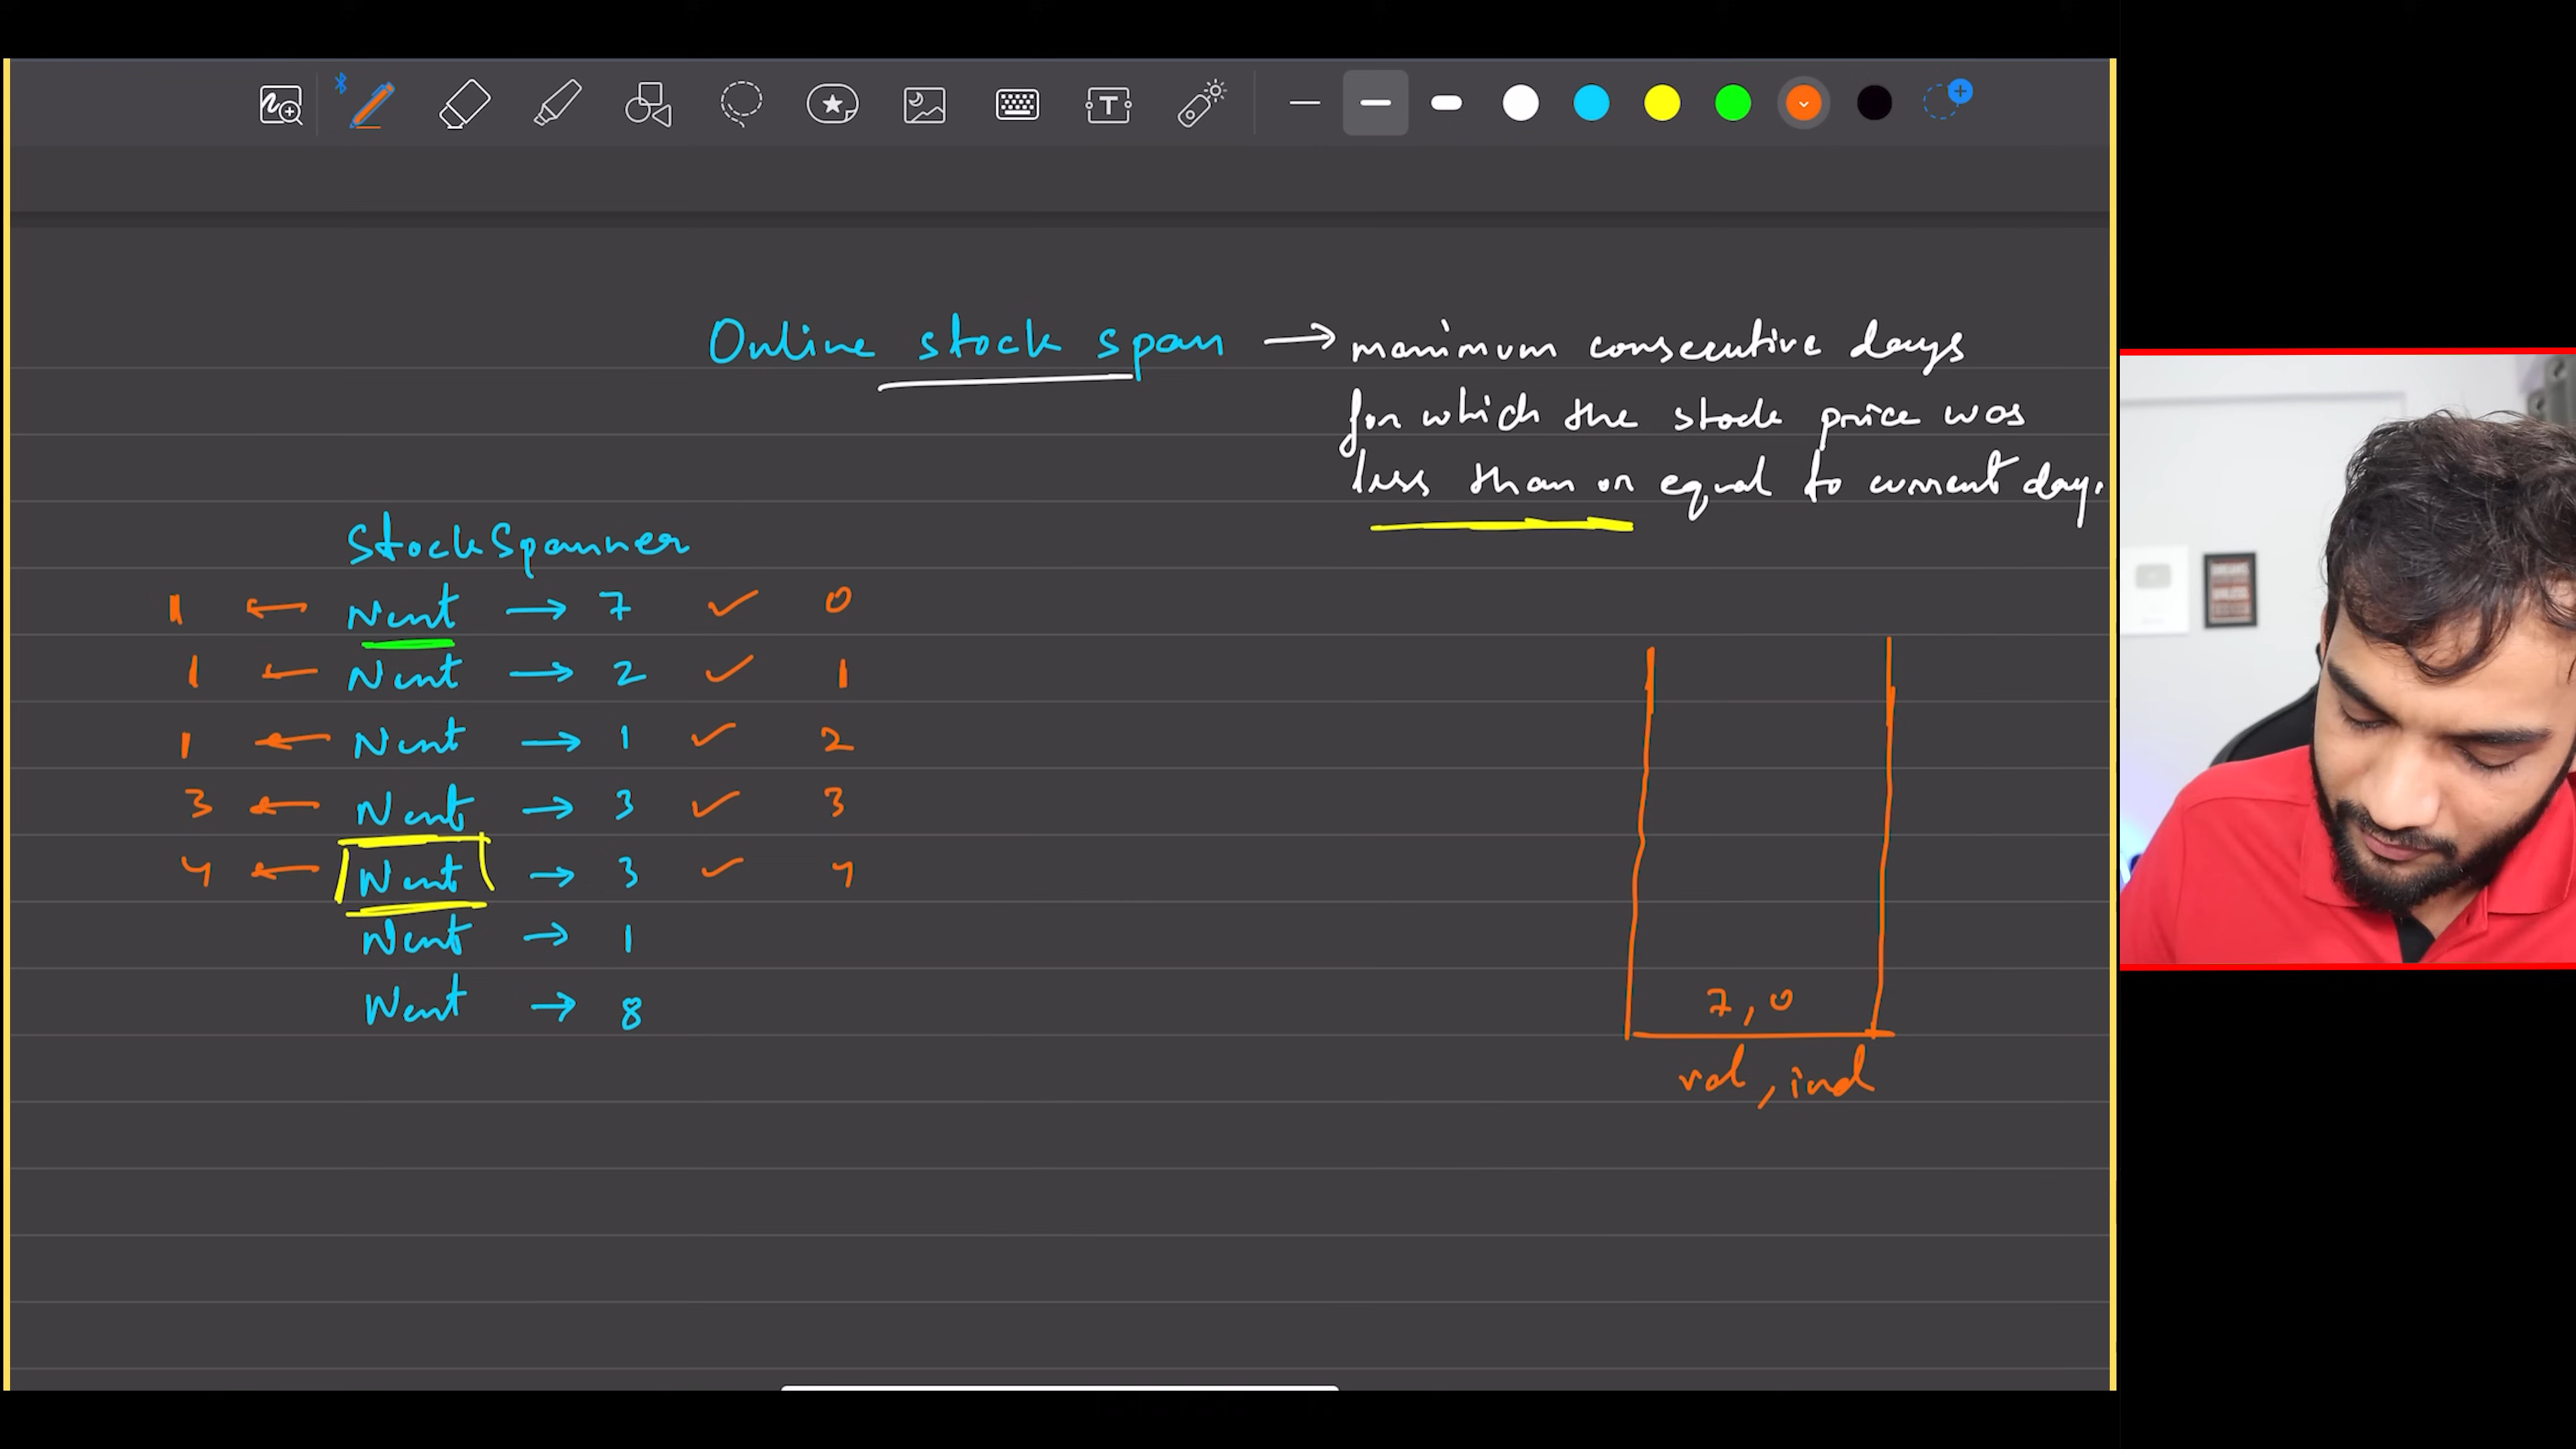 Online stock span → maximum consecutive days
for which the stock price was
less than or equal to current day.
StockSpanner
1 ← Next → 7 ✓ 0
1 ← Next → 2 ✓ 1
1 ← Next → 1 ✓ 2
3 ← Next → 3 ✓ 3
4 ← Next → 3 ✓ 4
Next → 1
Next → 8
7, 0
val, ind